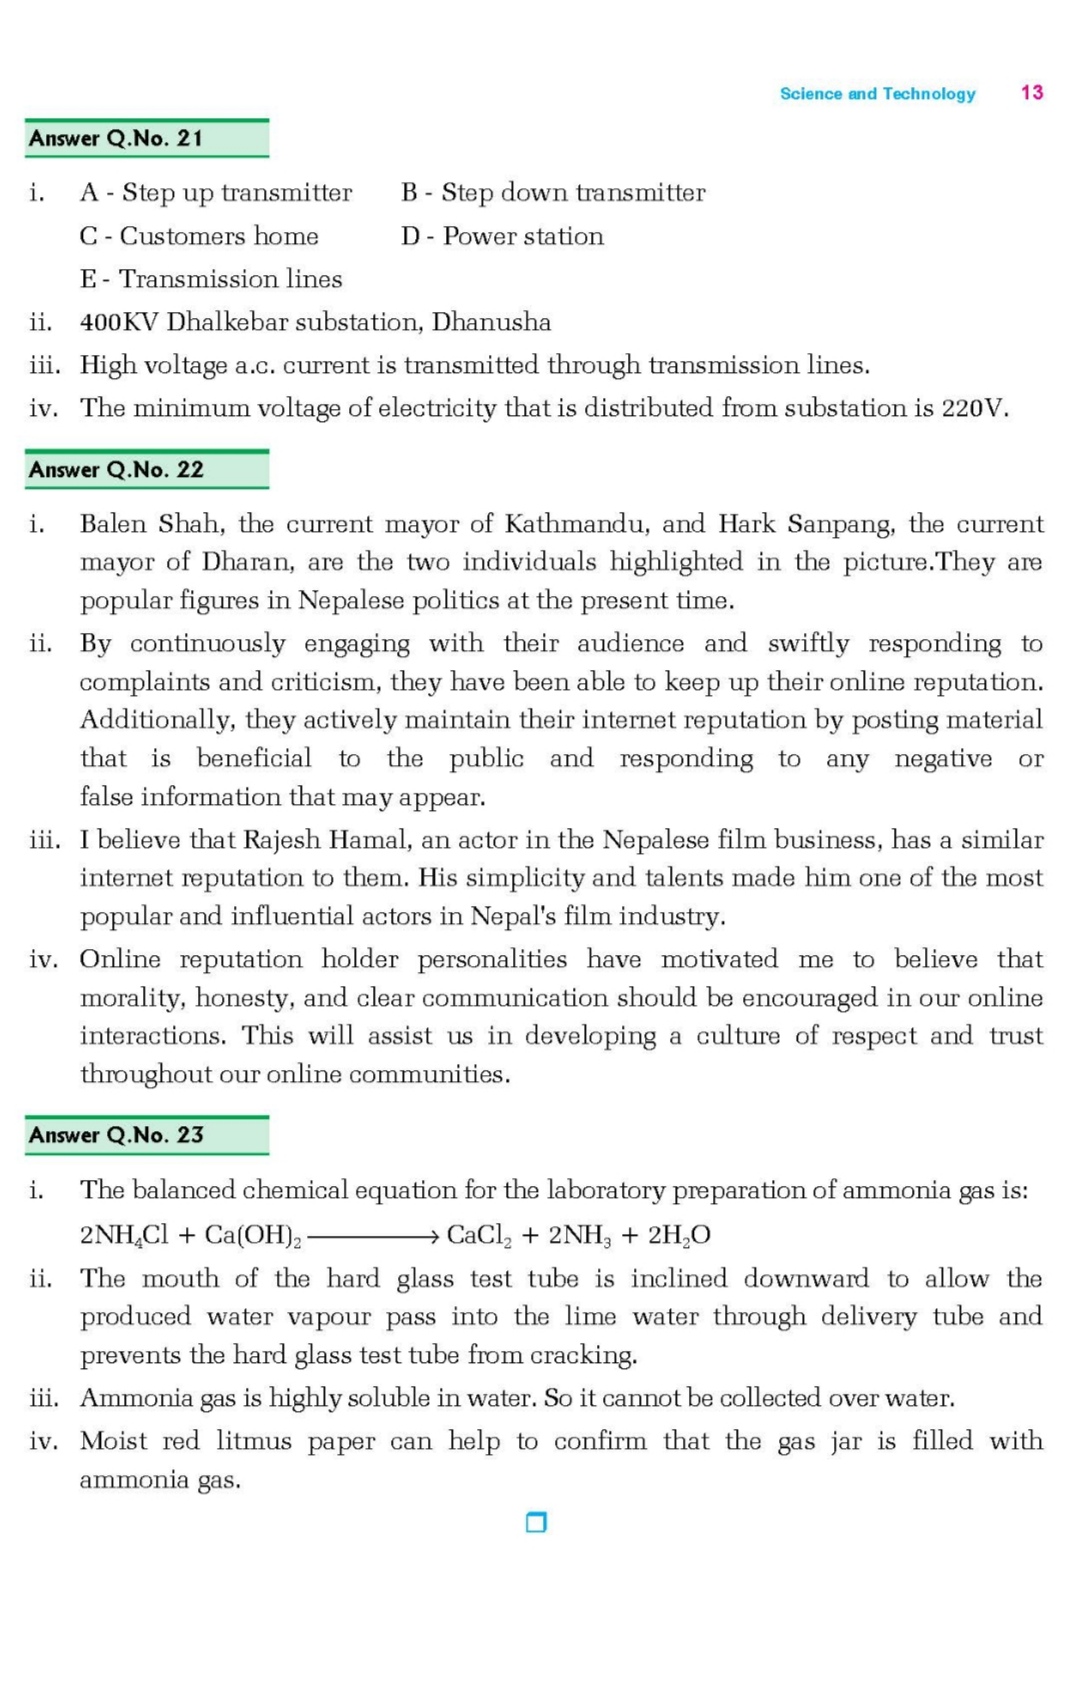 Science and Technology 13
Answer Q.No. 21
i. A - Step up transmitter B - Step down transmitter
C - Customers home D - Power station
E - Transmission lines
ii. 400KV Dhalkebar substation, Dhanusha
iii. High voltage a.c. current is transmitted through transmission lines.
iv. The minimum voltage of electricity that is distributed from substation is 220V.
Answer Q.No. 22
i. Balen Shah, the current mayor of Kathmandu, and Hark Sanpang, the current
mayor of Dharan, are the two individuals highlighted in the picture.They are
popular figures in Nepalese politics at the present time.
ii. By continuously engaging with their audience and swiftly responding to
complaints and criticism, they have been able to keep up their online reputation.
Additionally, they actively maintain their internet reputation by posting material
that is beneficial to the public and responding to any negative or
false information that may appear.
iii. I believe that Rajesh Hamal, an actor in the Nepalese film business, has a similar
internet reputation to them. His simplicity and talents made him one of the most
popular and influential actors in Nepal's film industry.
iv. Online reputation holder personalities have motivated me to believe that
morality, honesty, and clear communication should be encouraged in our online
interactions. This will assist us in developing a culture of respect and trust
throughout our online communities.
Answer Q.No. 23
i. The balanced chemical equation for the laboratory preparation of ammonia gas is:
2NH₄Cl + Ca(OH)₂ ⟶ CaCl₂ + 2NH₃ + 2H₂O
ii. The mouth of the hard glass test tube is inclined downward to allow the
produced water vapour pass into the lime water through delivery tube and
prevents the hard glass test tube from cracking.
iii. Ammonia gas is highly soluble in water. So it cannot be collected over water.
iv. Moist red litmus paper can help to confirm that the gas jar is filled with
ammonia gas.